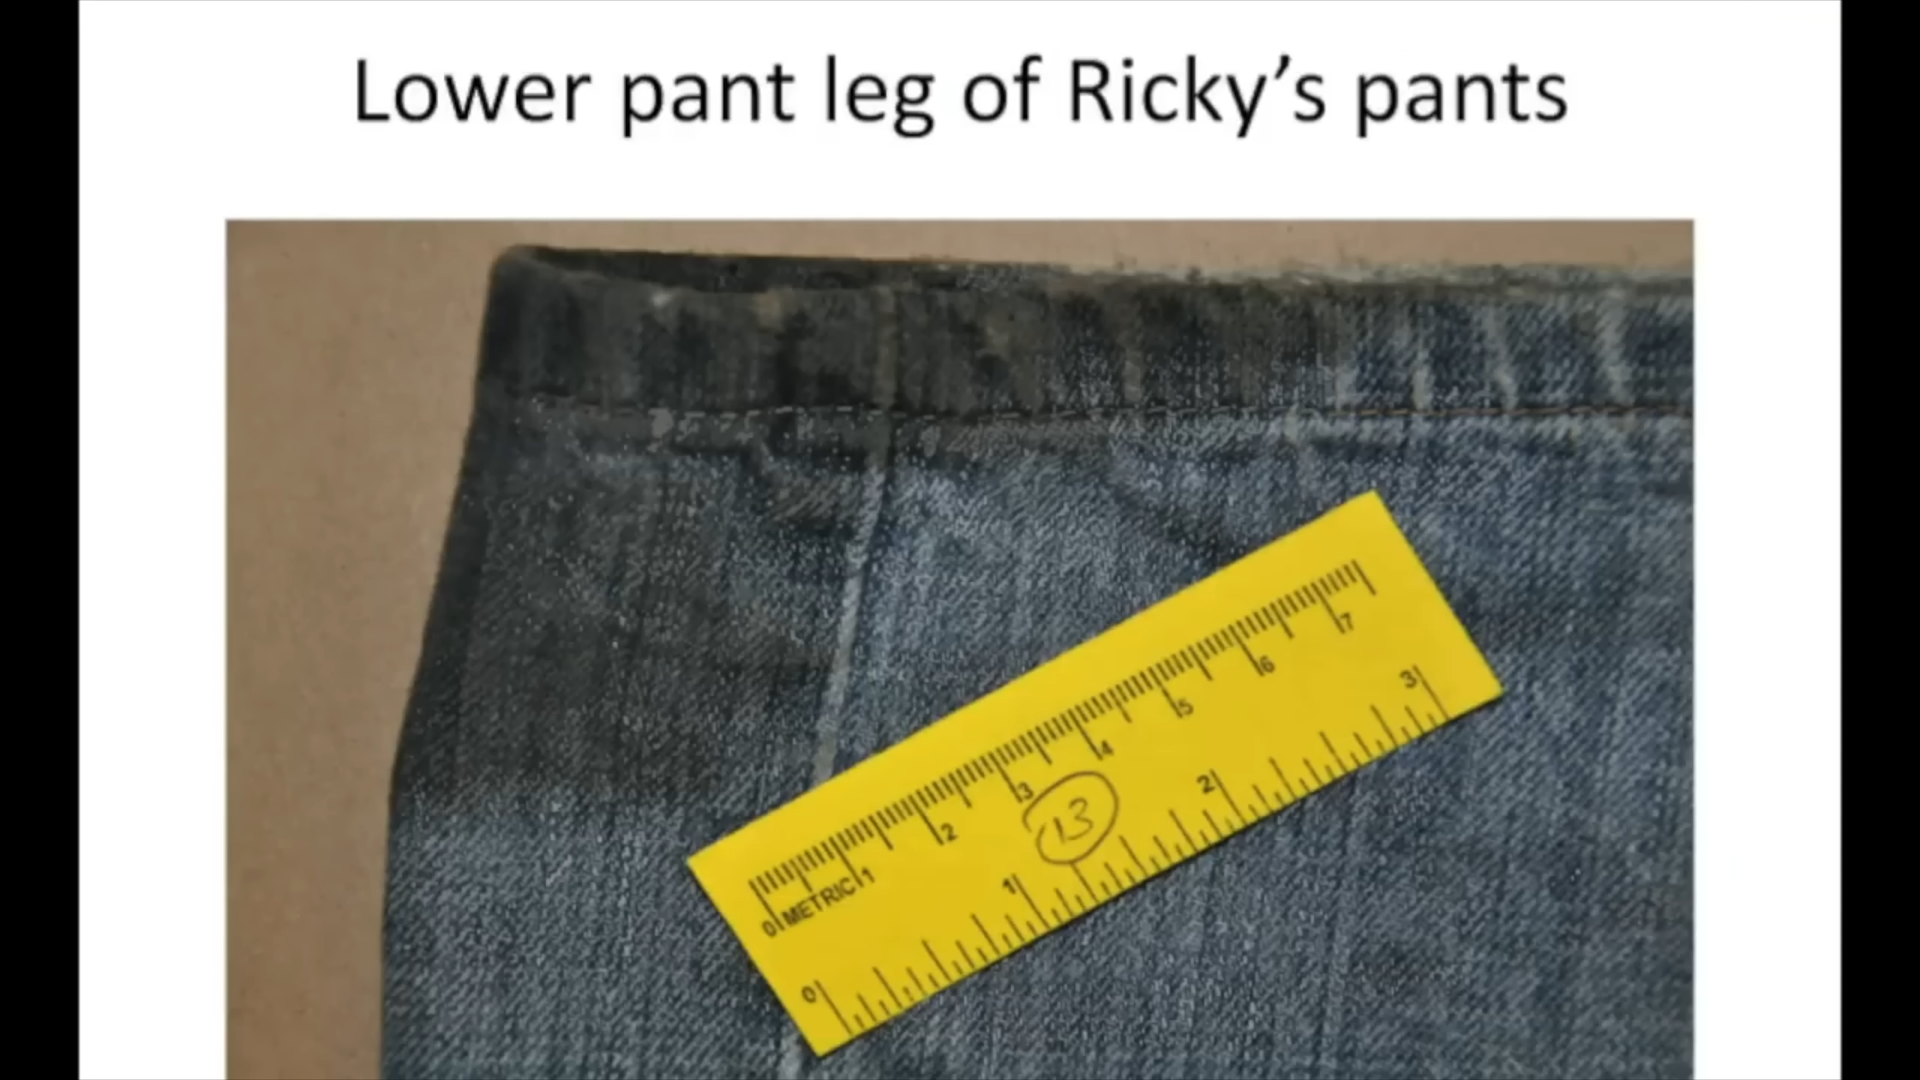 Lower pant leg of Ricky’s pants
0 METRIC 1 2 3 4 5 6 7
13
0 1 2 3